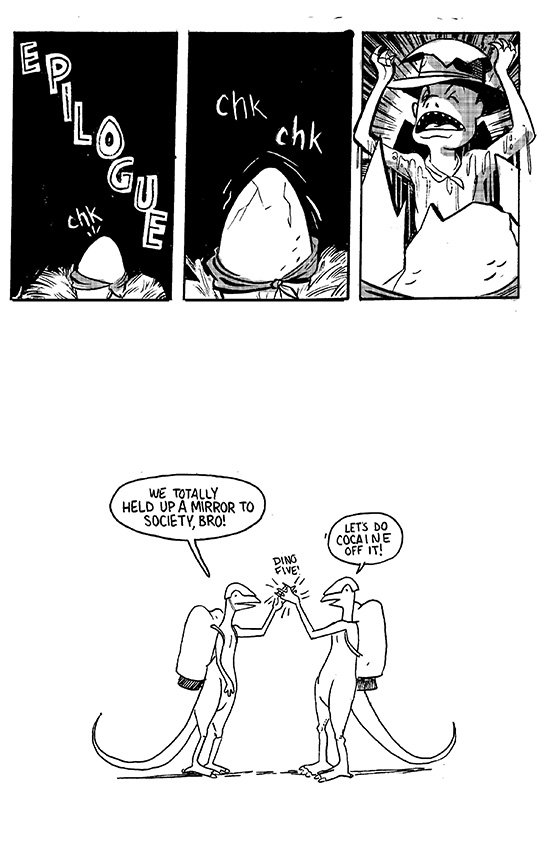 EPILOGUE
chk
chk
chk
WE TOTALLY
HELD UP A MIRROR TO
SOCIETY, BRO!
DINO
FIVE!
LET'S DO
COCAINE
OFF IT!